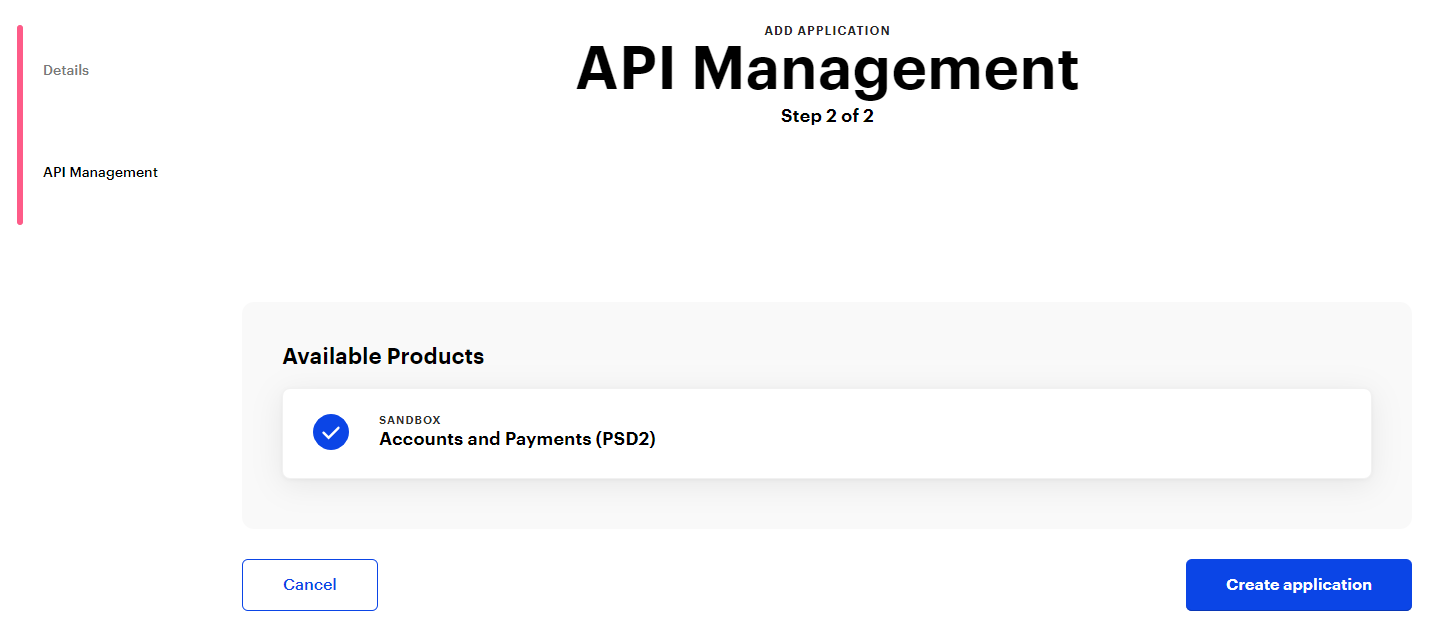 Details
API Management
ADD APPLICATION
API Management
Step 2 of 2
Available Products
SANDBOX
Accounts and Payments (PSD2)
Cancel
Create application